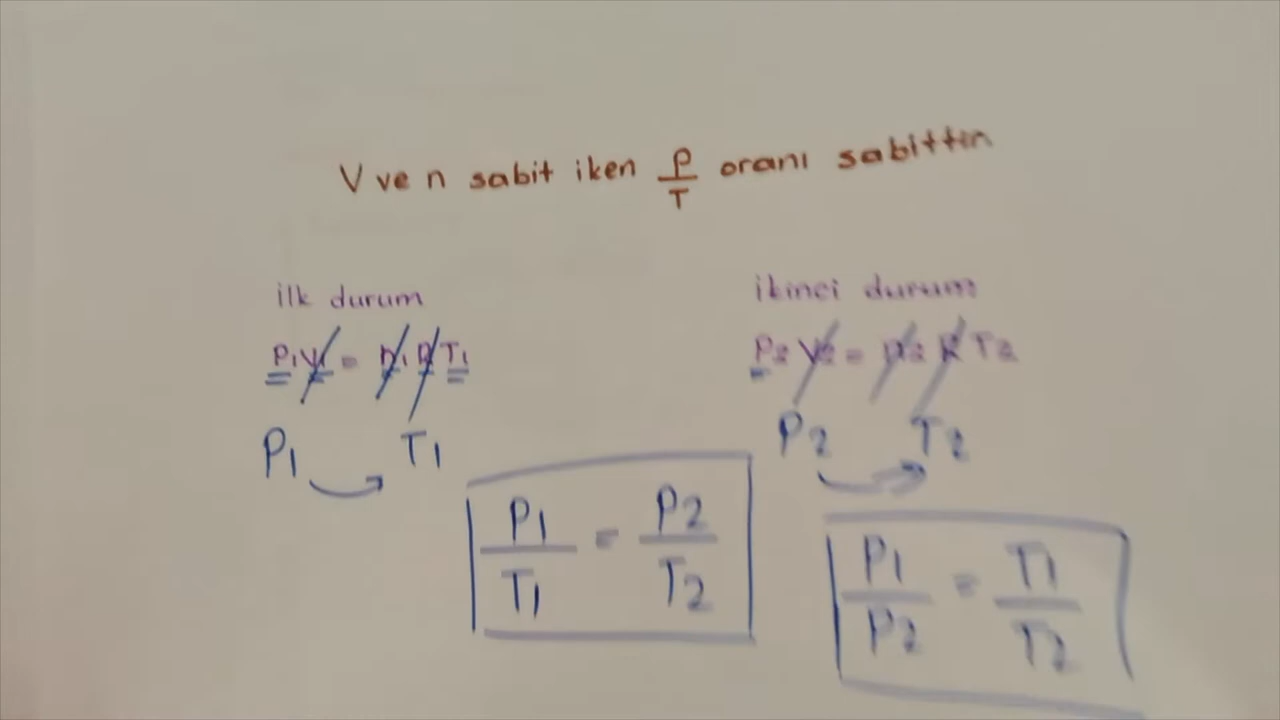 V ve n sabit iken P/T oranı sabittir
ilk durum
P1V1 = n1RT1
P1 T1
P1/T1 = P2/T2
ikinci durum
P2V2 = n2RT2
P2 T2
P1/P2 = T1/T2